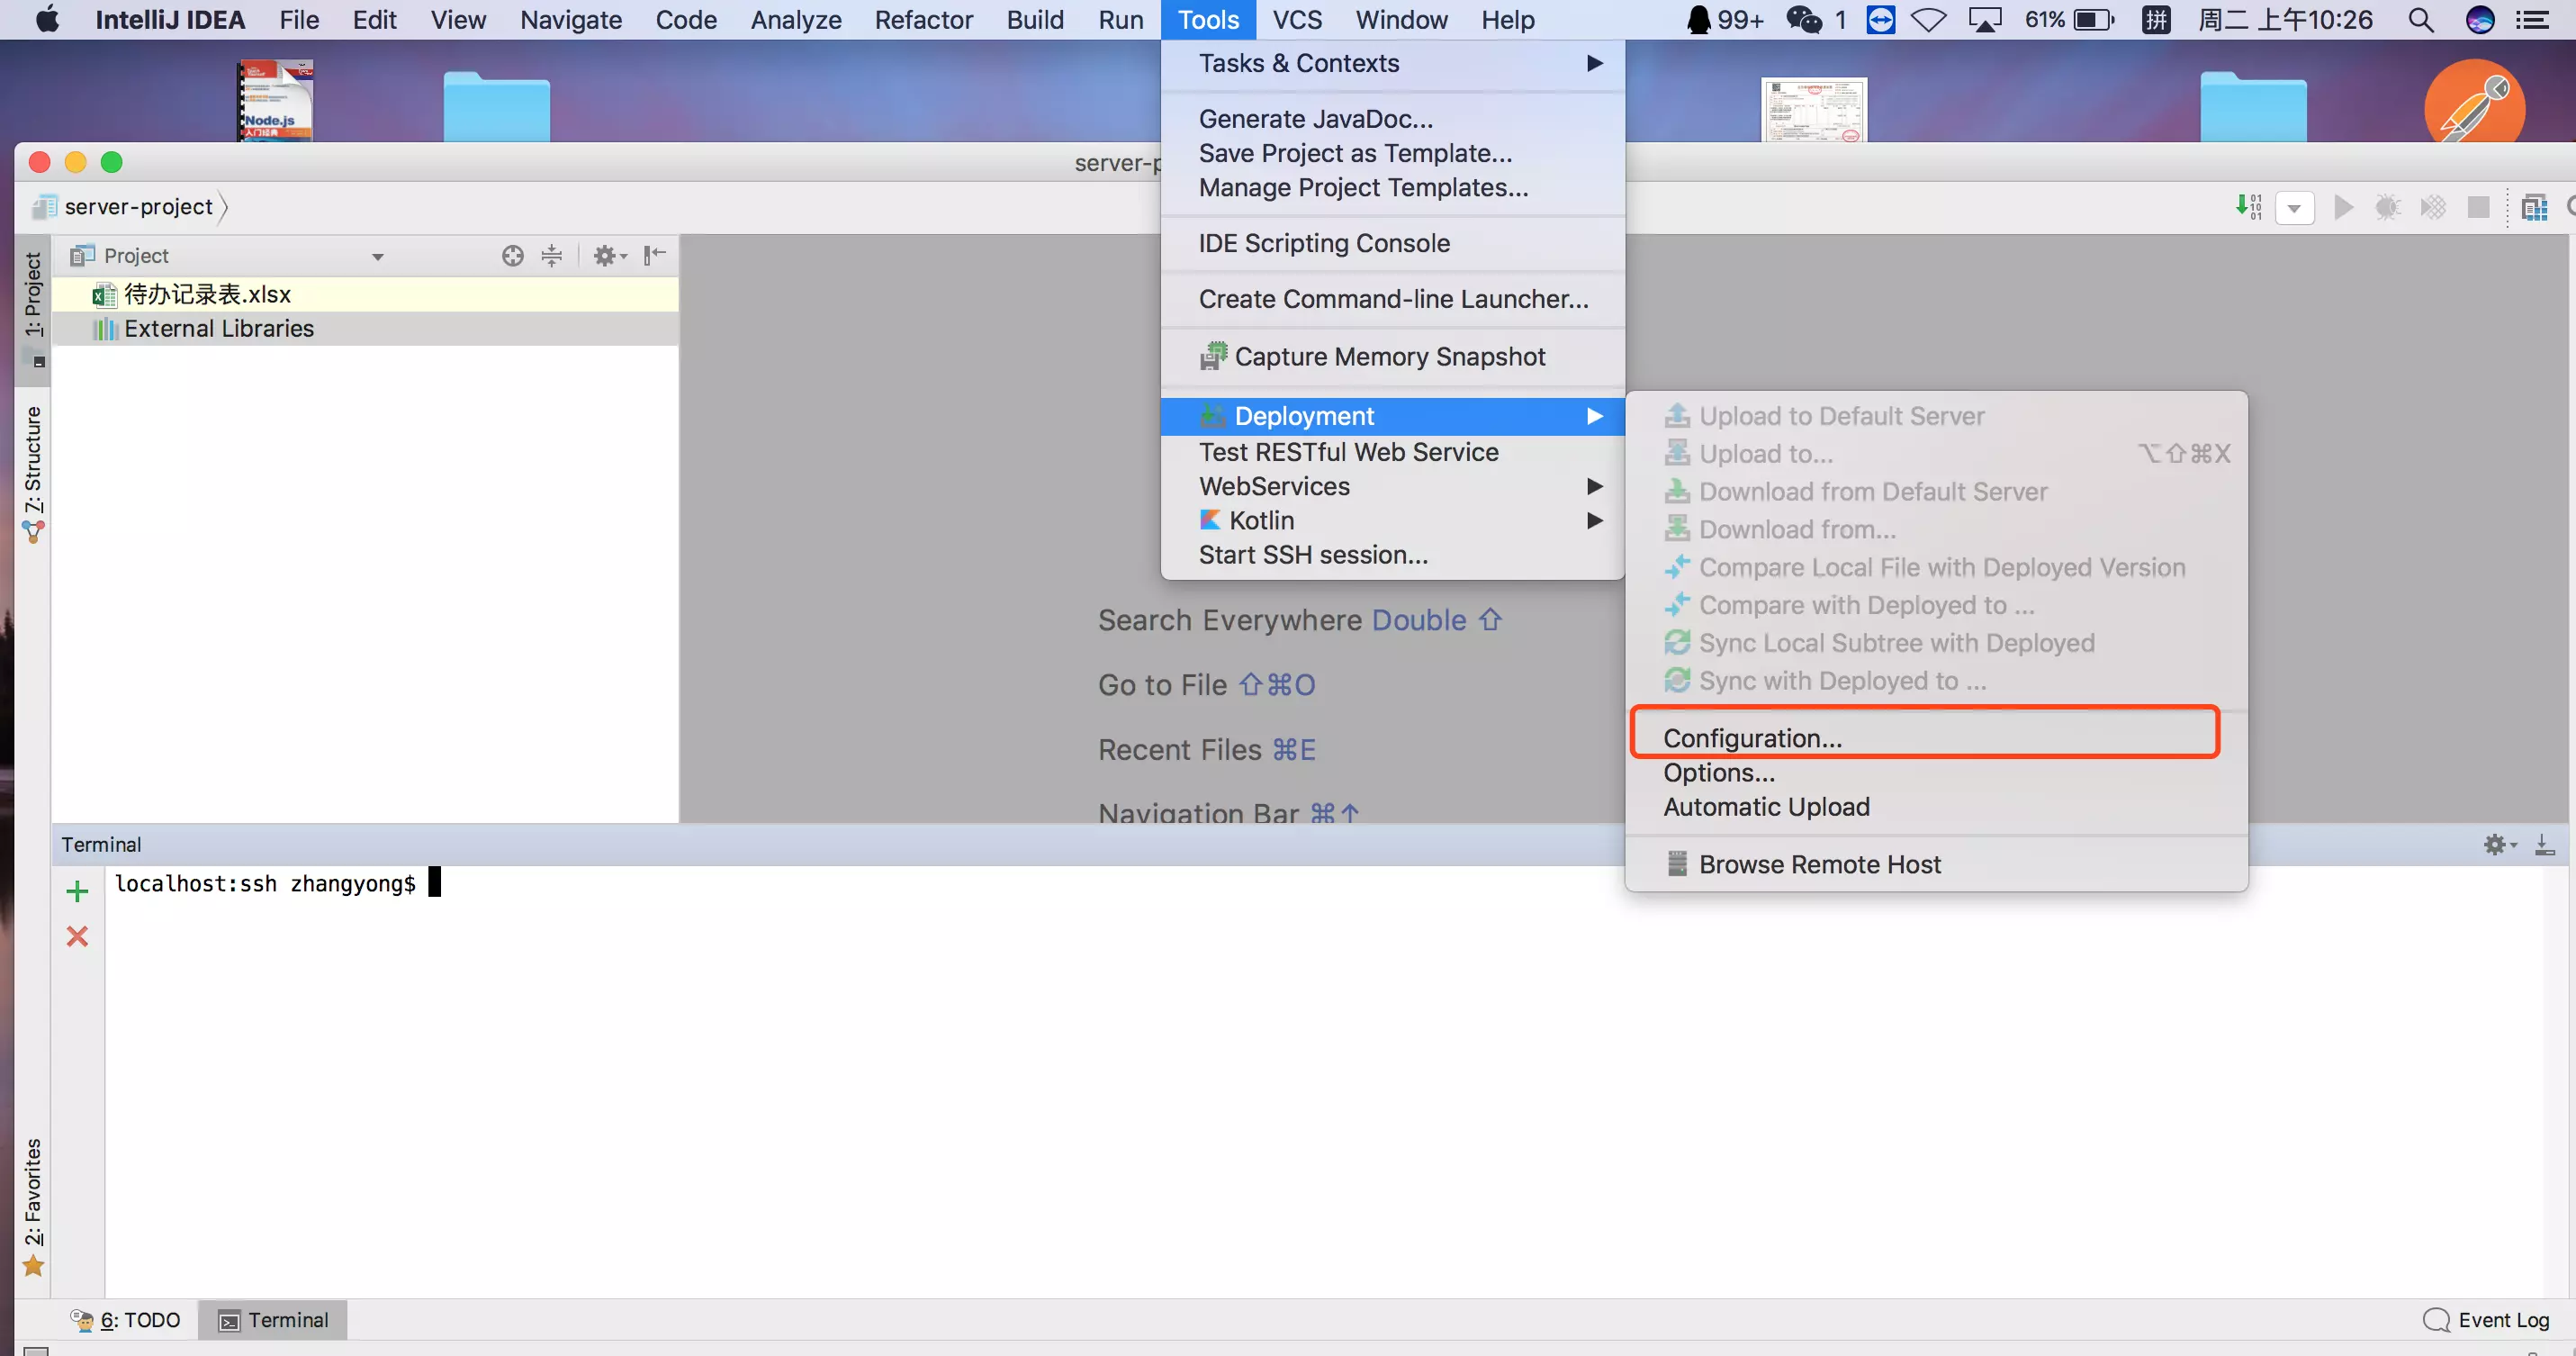 IntelliJ IDEA File Edit View Navigate Code Analyze Refactor Build Run Tools VCS Window Help 99+ 1 61% 拼 周二 上午10:26
Tasks & Contexts
Generate JavaDoc...
Save Project as Template...
Manage Project Templates...
IDE Scripting Console
Create Command-line Launcher...
Capture Memory Snapshot
Deployment
Test RESTful Web Service
WebServices
Kotlin
Start SSH session...
Upload to Default Server
Upload to... ⌥⇧⌘X
Download from Default Server
Download from...
Compare Local File with Deployed Version
Compare with Deployed to ...
Sync Local Subtree with Deployed
Sync with Deployed to ...
Configuration...
Options...
Automatic Upload
Browse Remote Host
Node.js
入门经典
server-p
server-project
1: Project
Project
待办记录表.xlsx
External Libraries
Z: Structure
Search Everywhere Double ⇧
Go to File ⇧⌘O
Recent Files ⌘E
Navigation Bar ⌘↑
Terminal
localhost:ssh zhangyong$
2: Favorites
6: TODO Terminal Event Log